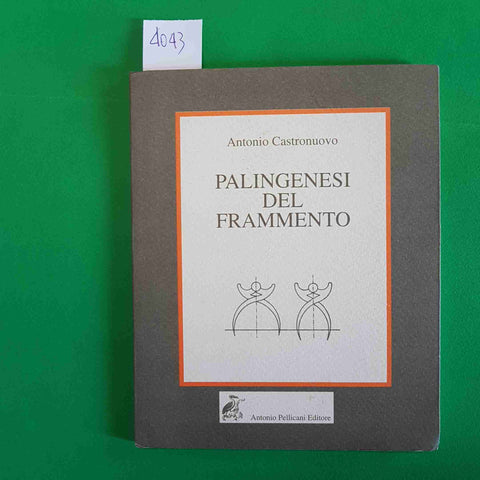 4043
Antonio Castronuovo
PALINGENESI
DEL
FRAMMENTO
Antonio Pellicani Editore